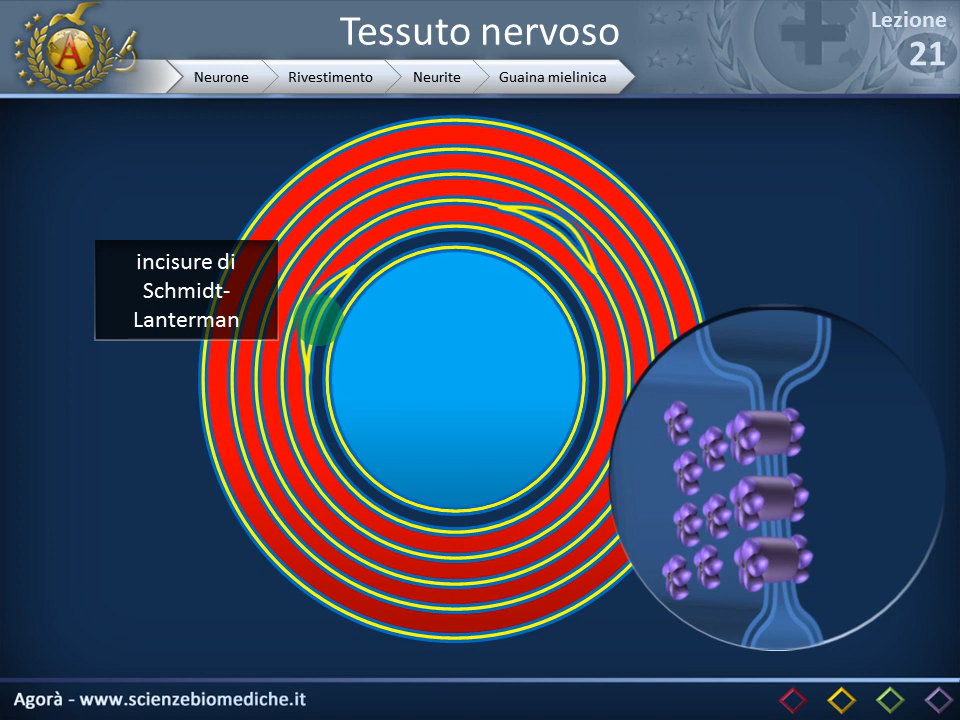 Tessuto nervoso
Lezione
21
A
Neurone
Rivestimento
Neurite
Guaina mielinica
incisure di
Schmidt-
Lanterman
Agorà - www.scienzebiomediche.it